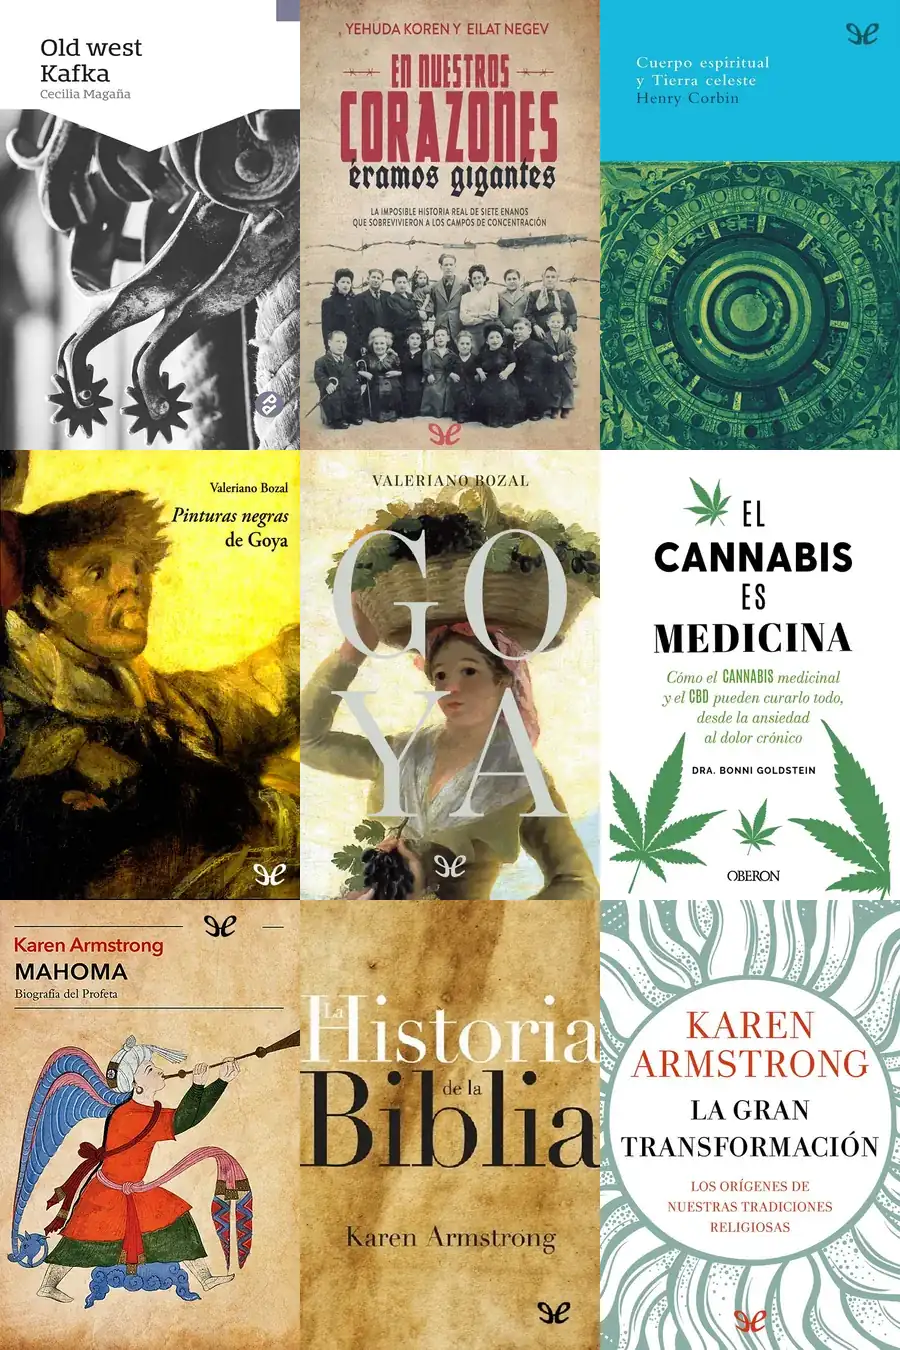 Old west
Kafka
Cecilia Magaña
Pd
YEHUDA KOREN Y EILAT NEGEV
EN NUESTROS
CORAZONES
éramos gigantes
LA IMPOSIBLE HISTORIA REAL DE SIETE ENANOS
QUE SOBREVIVIERON A LOS CAMPOS DE CONCENTRACIÓN
Cuerpo espiritual
y Tierra celeste
Henry Corbin
Valeriano Bozal
Pinturas negras
de Goya
VALERIANO BOZAL
GO
YA
EL
CANNABIS
ES
MEDICINA
Cómo el CANNABIS medicinal
y el CBD pueden curarlo todo,
desde la ansiedad
al dolor crónico
DRA. BONNI GOLDSTEIN
OBERON
Karen Armstrong
MAHOMA
Biografía del Profeta
La
Historia
de la
Biblia
Karen Armstrong
KAREN
ARMSTRONG
LA GRAN
TRANSFORMACIÓN
LOS ORÍGENES DE
NUESTRAS TRADICIONES
RELIGIOSAS